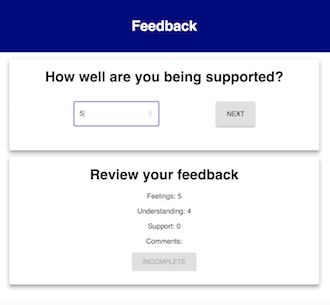 Feedback
How well are you being supported?
5
NEXT
Review your feedback
Feelings: 5
Understanding: 4
Support: 0
Comments:
INCOMPLETE